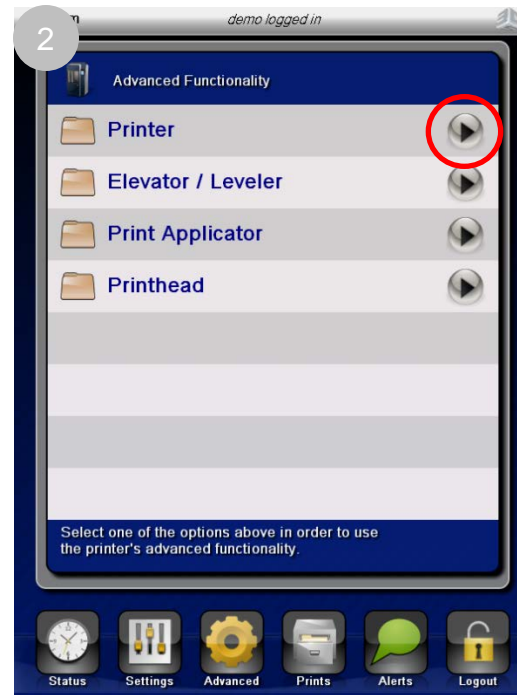 2
demo logged in
Advanced Functionality
Printer
Elevator / Leveler
Print Applicator
Printhead
Select one of the options above in order to use
the printer's advanced functionality.
Status Settings Advanced Prints Alerts Logout